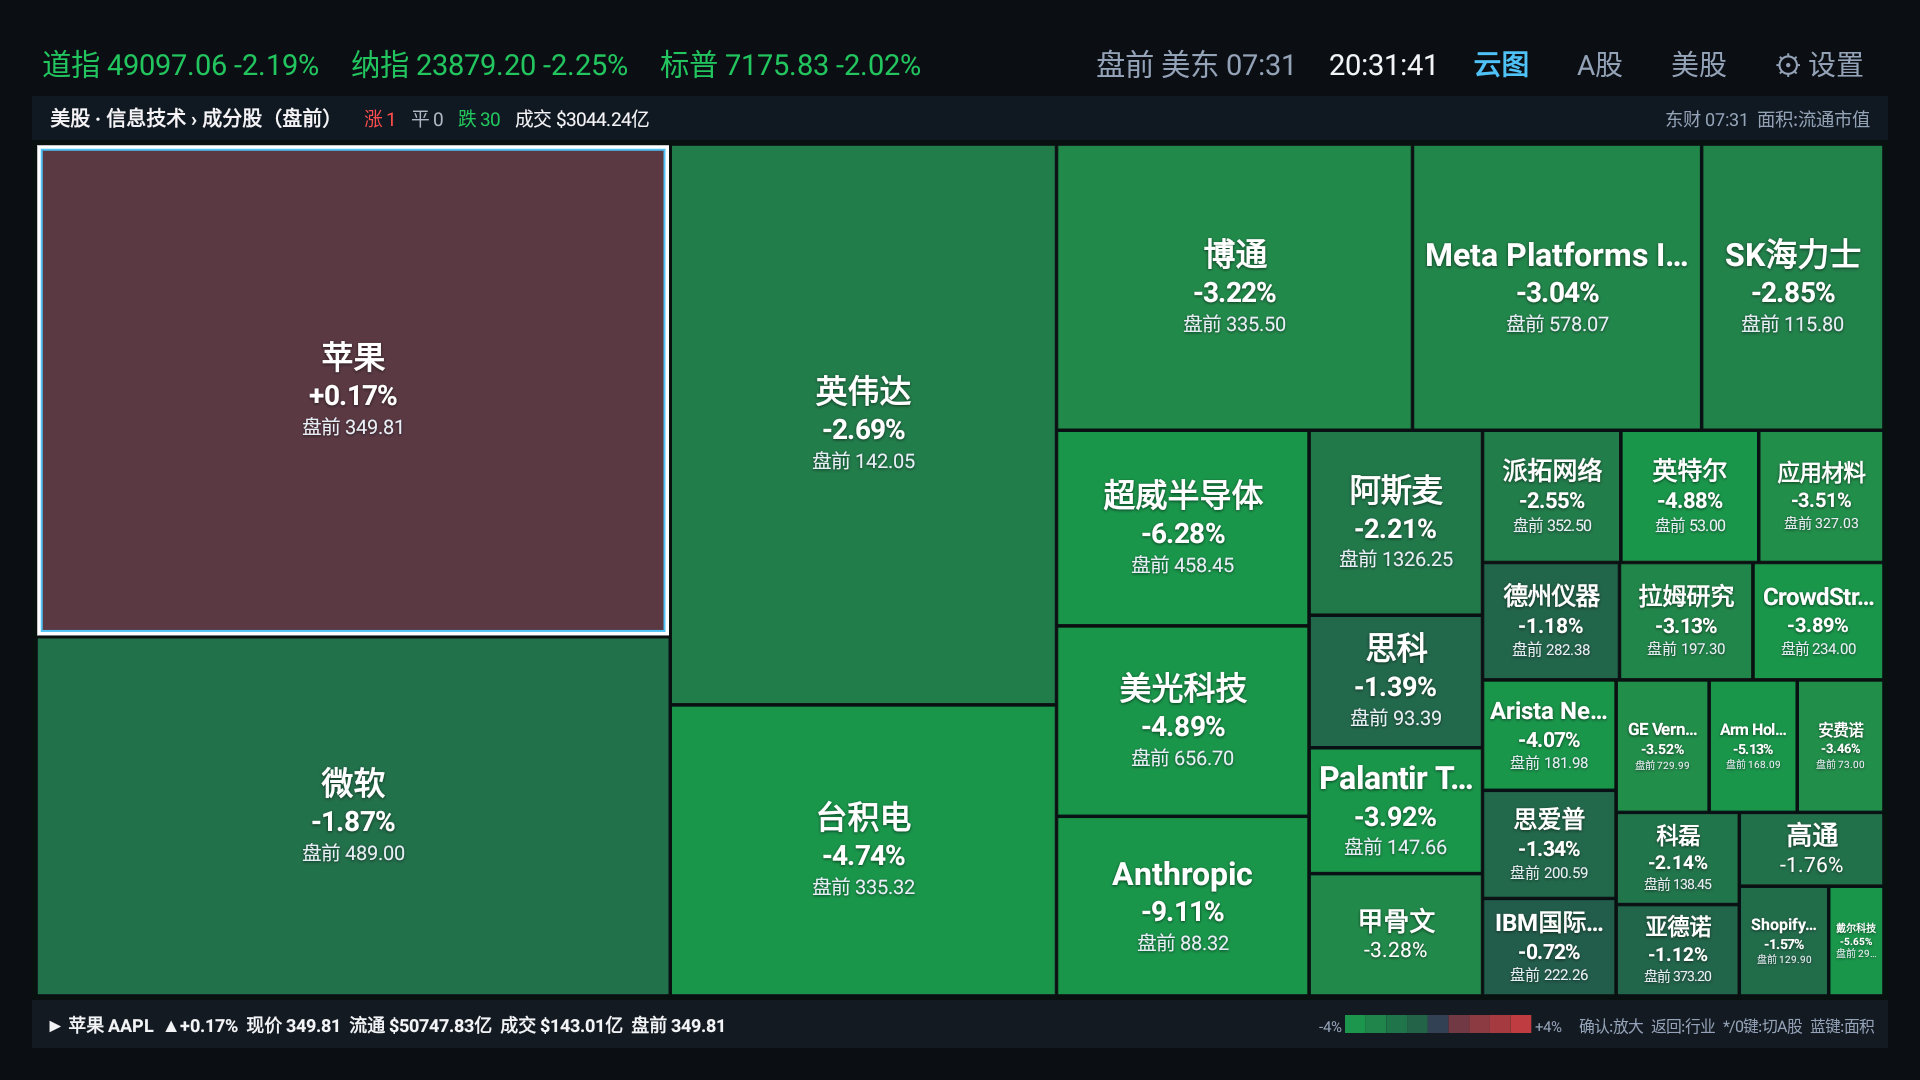 道指 49097.06 -2.19% 纳指 23879.20 -2.25% 标普 7175.83 -2.02% 盘前 美东 07:31 20:31:41 云图 A股 美股 设置
美股 · 信息技术 › 成分股（盘前） 涨 1 平 0 跌 30 成交 $3044.24亿 东财 07:31 面积:流通市值
苹果
+0.17%
盘前 349.81
微软
-1.87%
盘前 489.00
英伟达
-2.69%
盘前 142.05
台积电
-4.74%
盘前 335.32
博通
-3.22%
盘前 335.50
Meta Platforms I...
-3.04%
盘前 578.07
SK海力士
-2.85%
盘前 115.80
超威半导体
-6.28%
盘前 458.45
美光科技
-4.89%
盘前 656.70
Anthropic
-9.11%
盘前 88.32
阿斯麦
-2.21%
盘前 1326.25
思科
-1.39%
盘前 93.39
Palantir T...
-3.92%
盘前 147.66
甲骨文
-3.28%
派拓网络
-2.55%
盘前 352.50
英特尔
-4.88%
盘前 53.00
应用材料
-3.51%
盘前 327.03
德州仪器
-1.18%
盘前 282.38
拉姆研究
-3.13%
盘前 197.30
CrowdStr...
-3.89%
盘前 234.00
Arista Ne...
-4.07%
盘前 181.98
GE Vern...
-3.52%
盘前 729.99
Arm Hol...
-5.13%
盘前 168.09
安费诺
-3.46%
盘前 73.00
思爱普
-1.34%
盘前 200.59
科磊
-2.14%
盘前 138.45
高通
-1.76%
IBM国际...
-0.72%
盘前 222.26
亚德诺
-1.12%
盘前 373.20
Shopify...
-1.57%
盘前 129.90
戴尔科技
-5.65%
盘前 29...
► 苹果 AAPL ▲+0.17% 现价 349.81 流通 $50747.83亿 成交 $143.01亿 盘前 349.81 -4% +4% 确认:放大 返回:行业 */0键:切A股 蓝键:面积